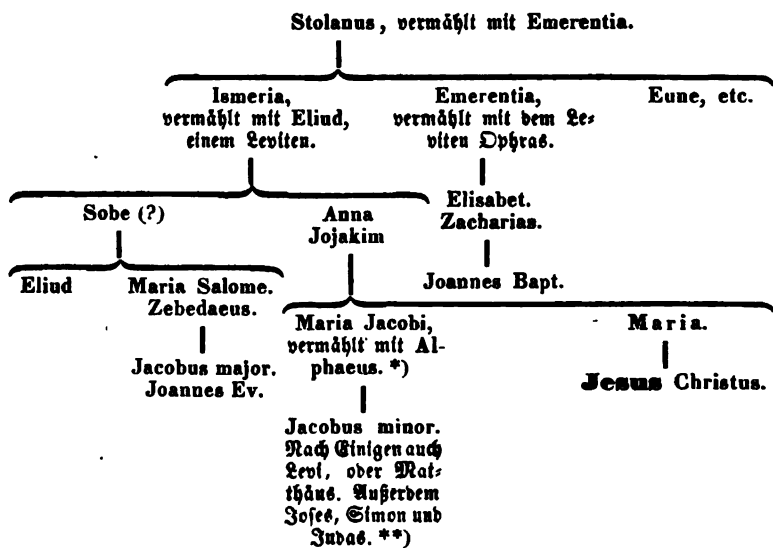 Stolanus, vermählt mit Emerentia.
Ismeria,
vermählt mit Eliud,
einem Leviten.
Emerentia,
vermählt mit dem Le=
viten Ophras.
Eune, etc.
Sobe (?)
Anna
Jojakim
Elisabet.
Zacharias.
Eliud
Maria Salome.
Zebedaeus.
Joannes Bapt.
Jacobus major.
Joannes Ev.
Maria Jacobi,
vermählt mit Al-
phaeus. *)
Maria.
Jesus Christus.
Jacobus minor.
Nach Einigen auch
Levi, oder Mat=
thäus. Außerdem
Joses, Simon und
Judas. **)